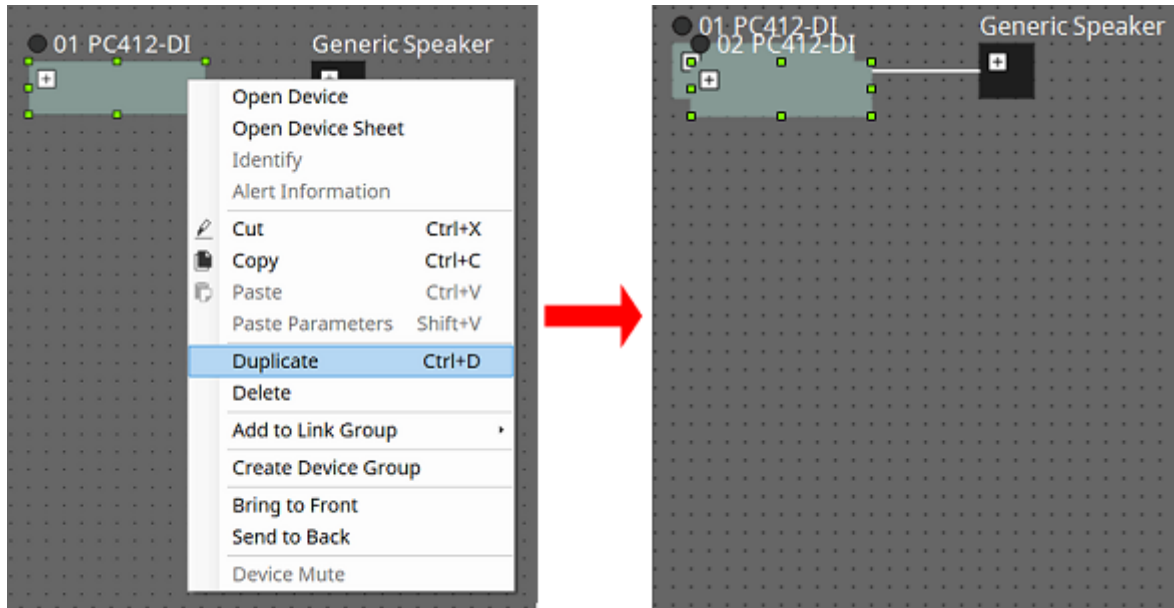 01 PC412-DI
Generic Speaker
Open Device
Open Device Sheet
Identify
Alert Information
Cut Ctrl+X
Copy Ctrl+C
Paste Ctrl+V
Paste Parameters Shift+V
Duplicate Ctrl+D
Delete
Add to Link Group
Create Device Group
Bring to Front
Send to Back
Device Mute
01 PC412-DI
Generic Speaker
02 PC412-DI